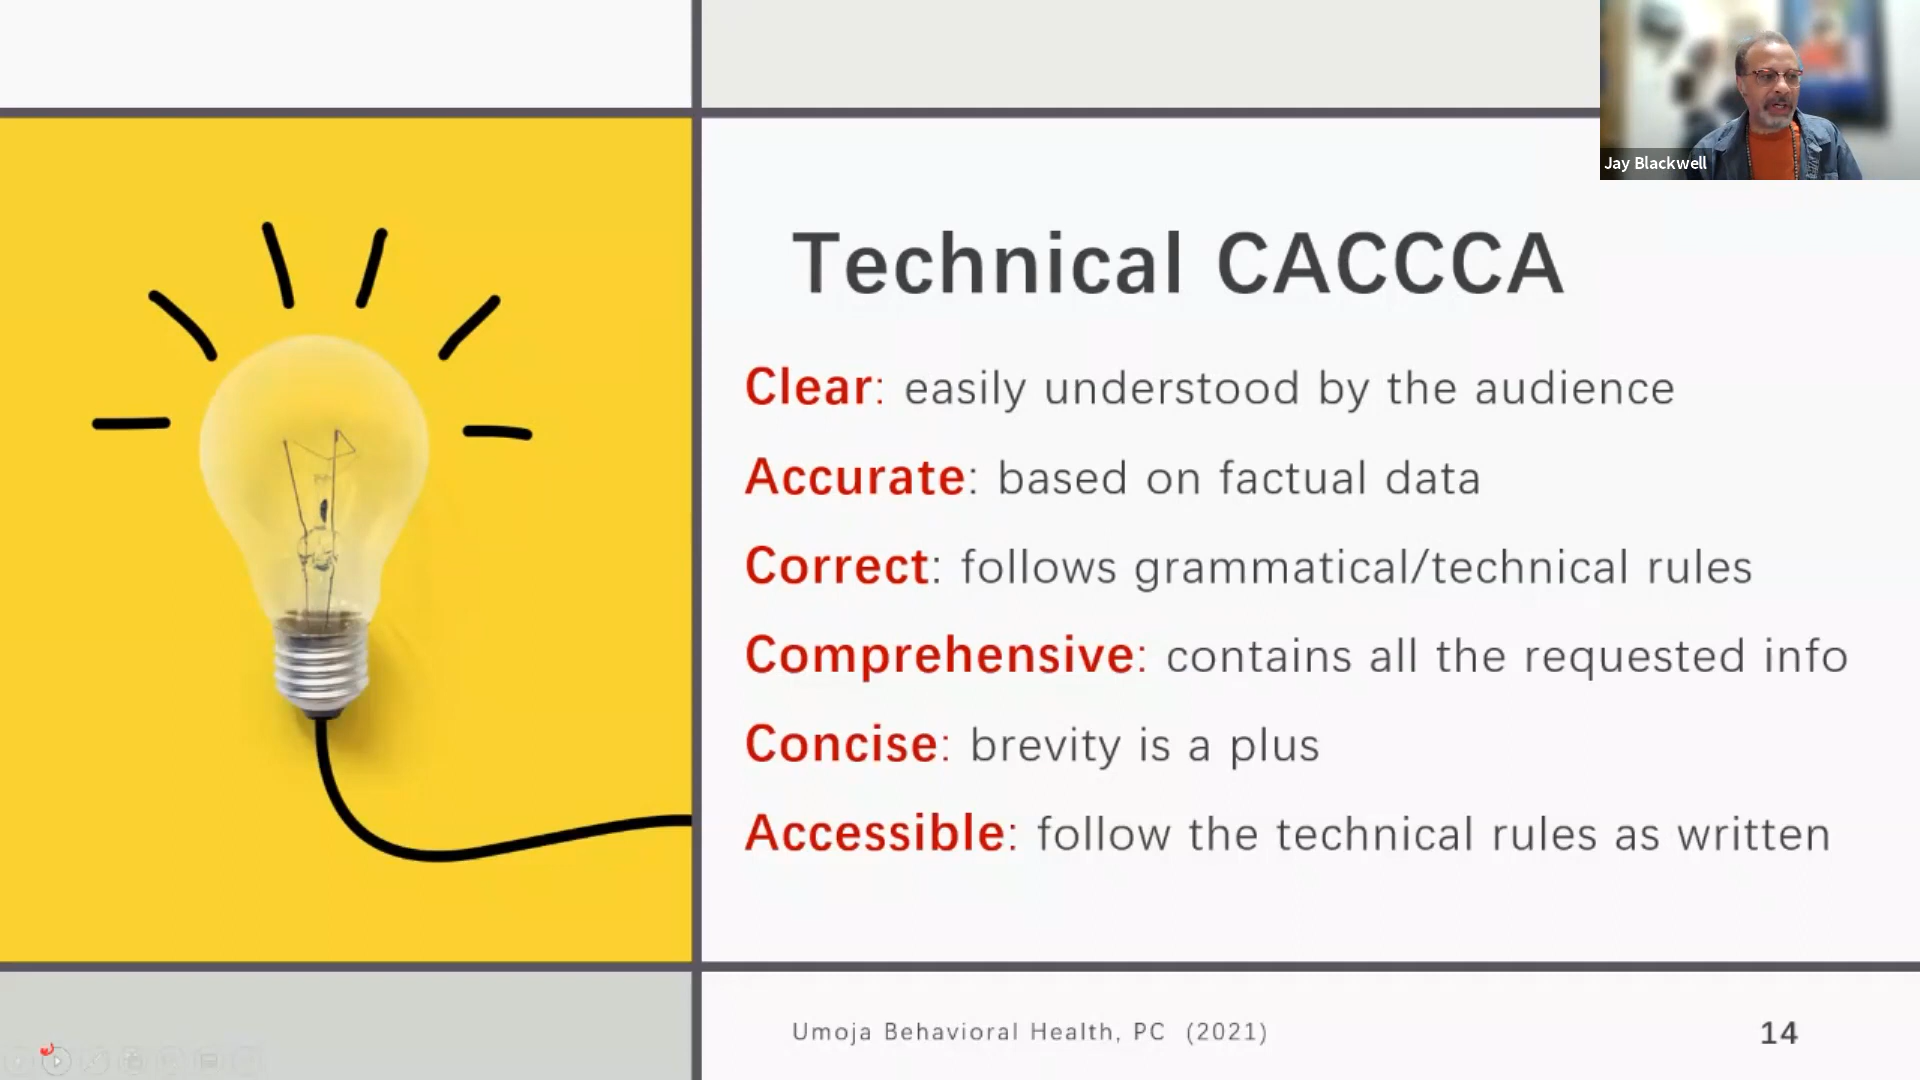 Jay Blackwell
Technical CACCCA
Clear: easily understood by the audience
Accurate: based on factual data
Correct: follows grammatical/technical rules
Comprehensive: contains all the requested info
Concise: brevity is a plus
Accessible: follow the technical rules as written
Umoja Behavioral Health, PC (2021)
14